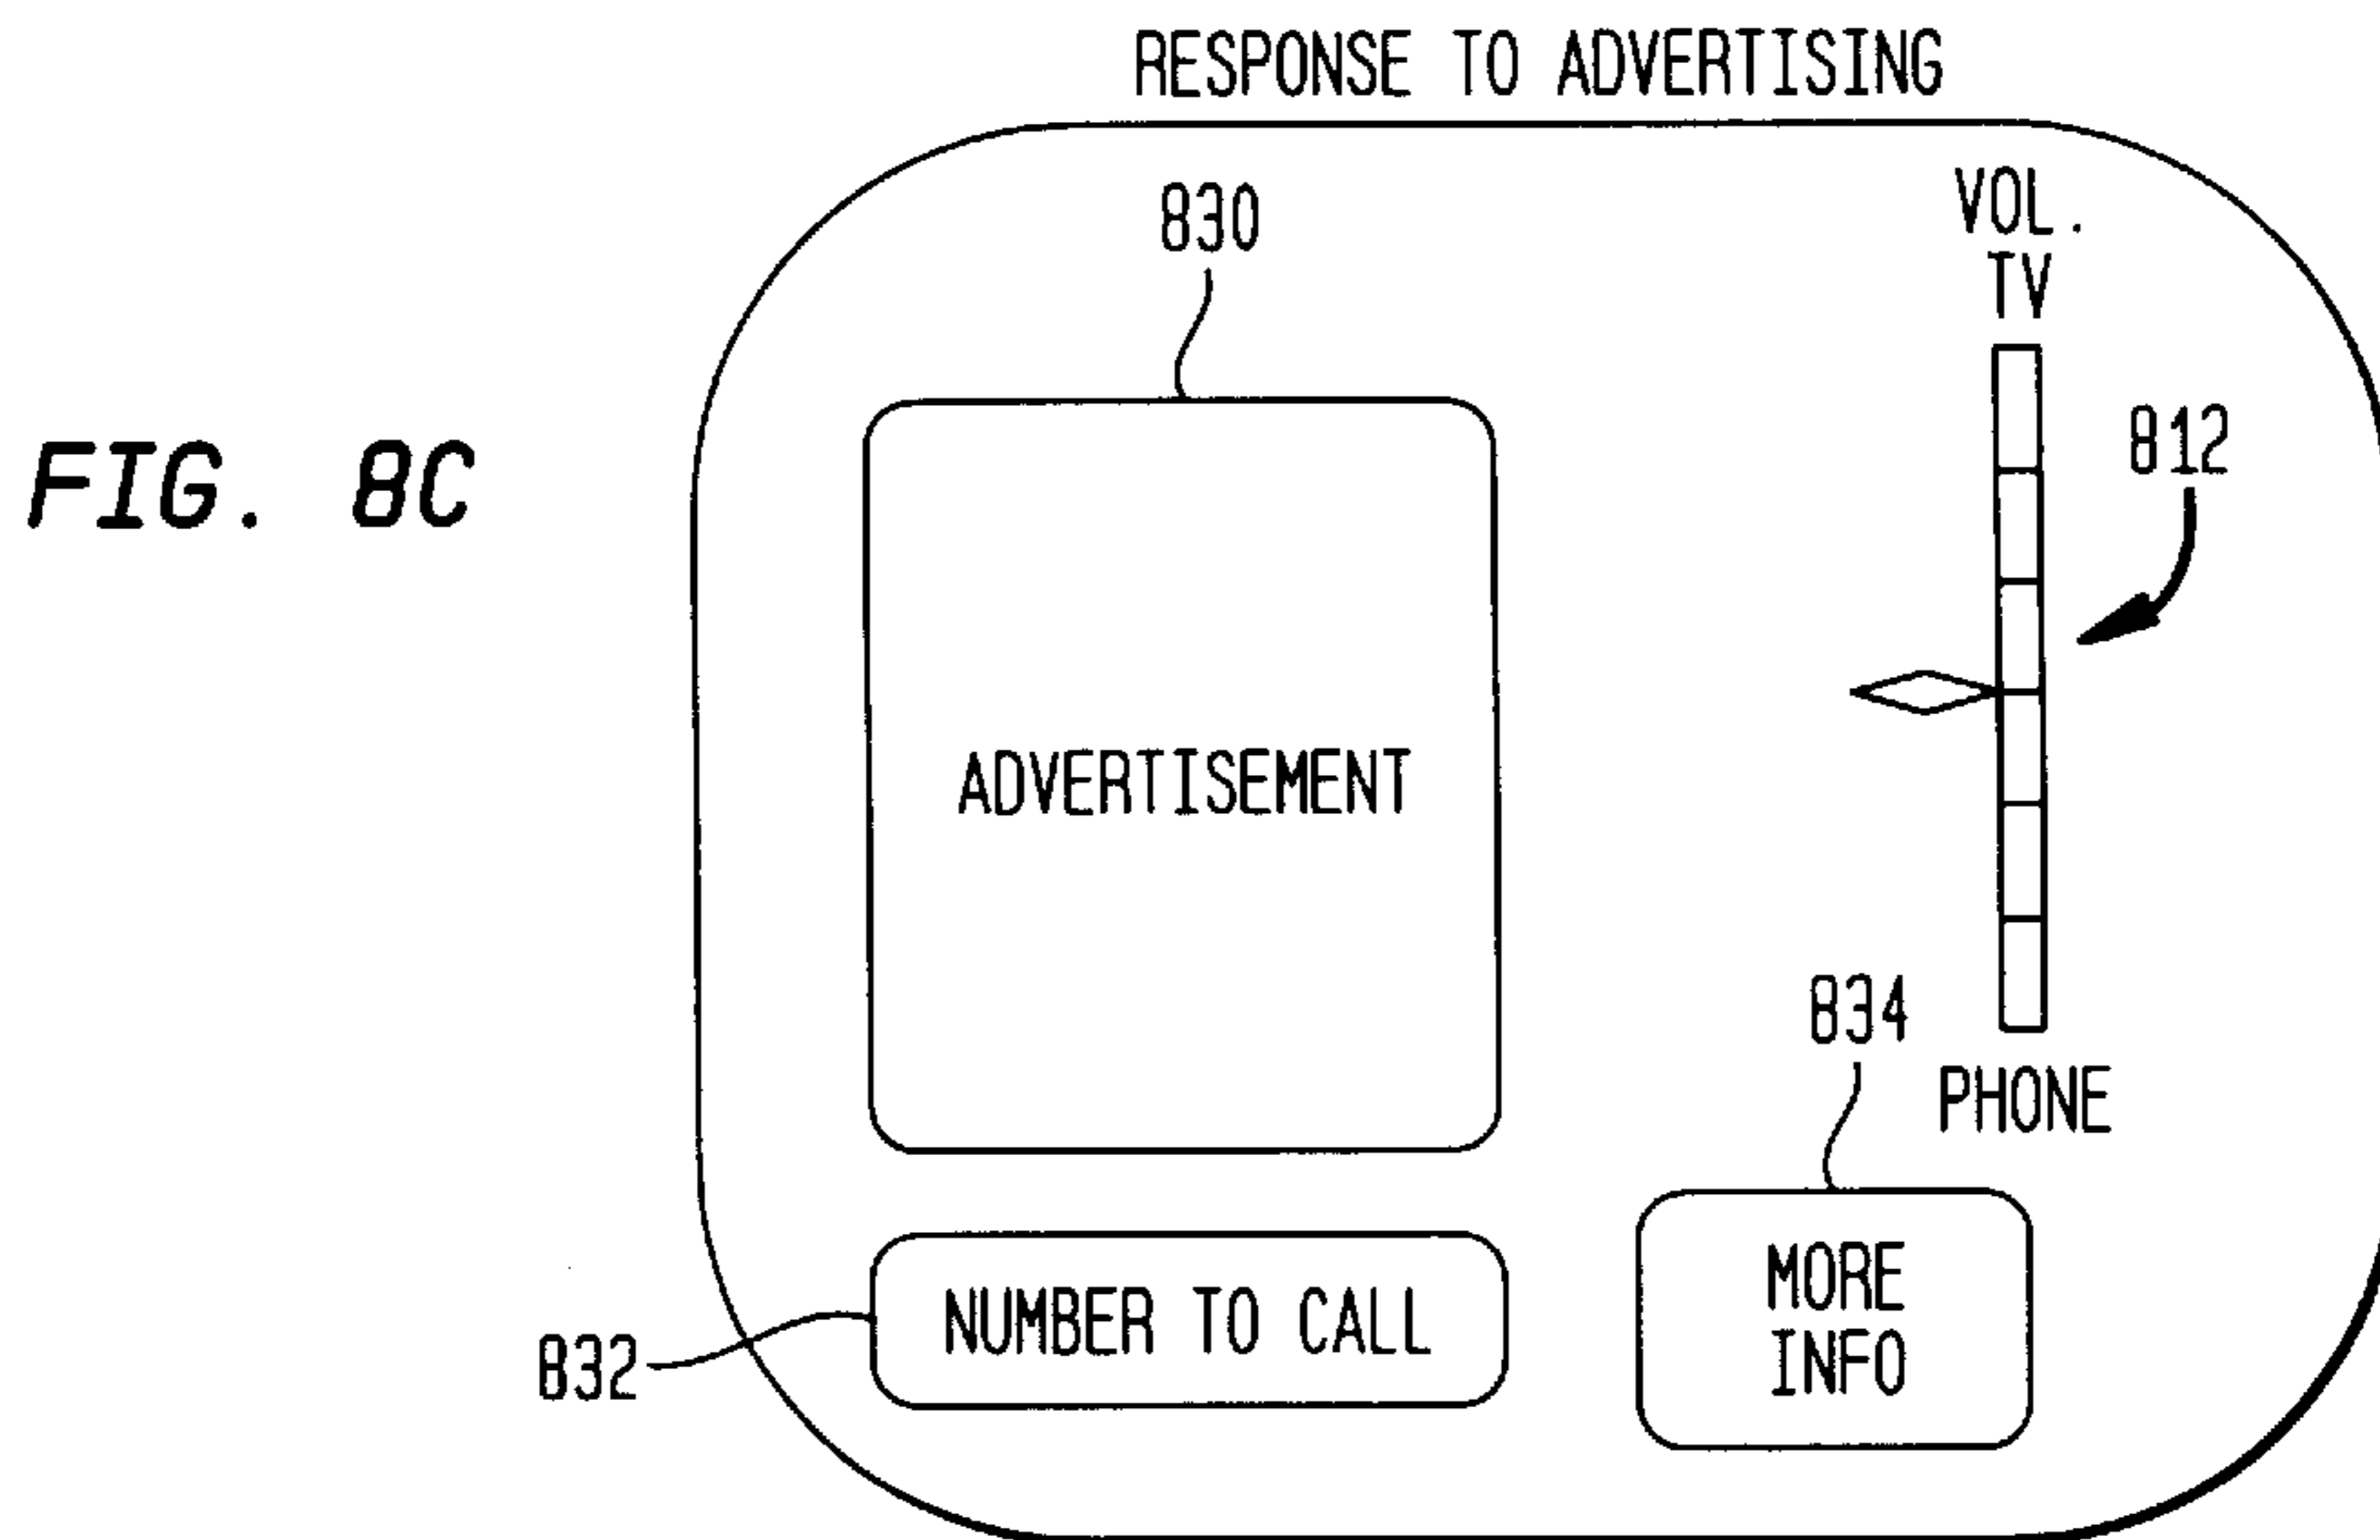 RESPONSE TO ADVERTISING
FIG. 8C
830
VOL.
TV
812
ADVERTISEMENT
834
PHONE
832
NUMBER TO CALL
MORE
INFO